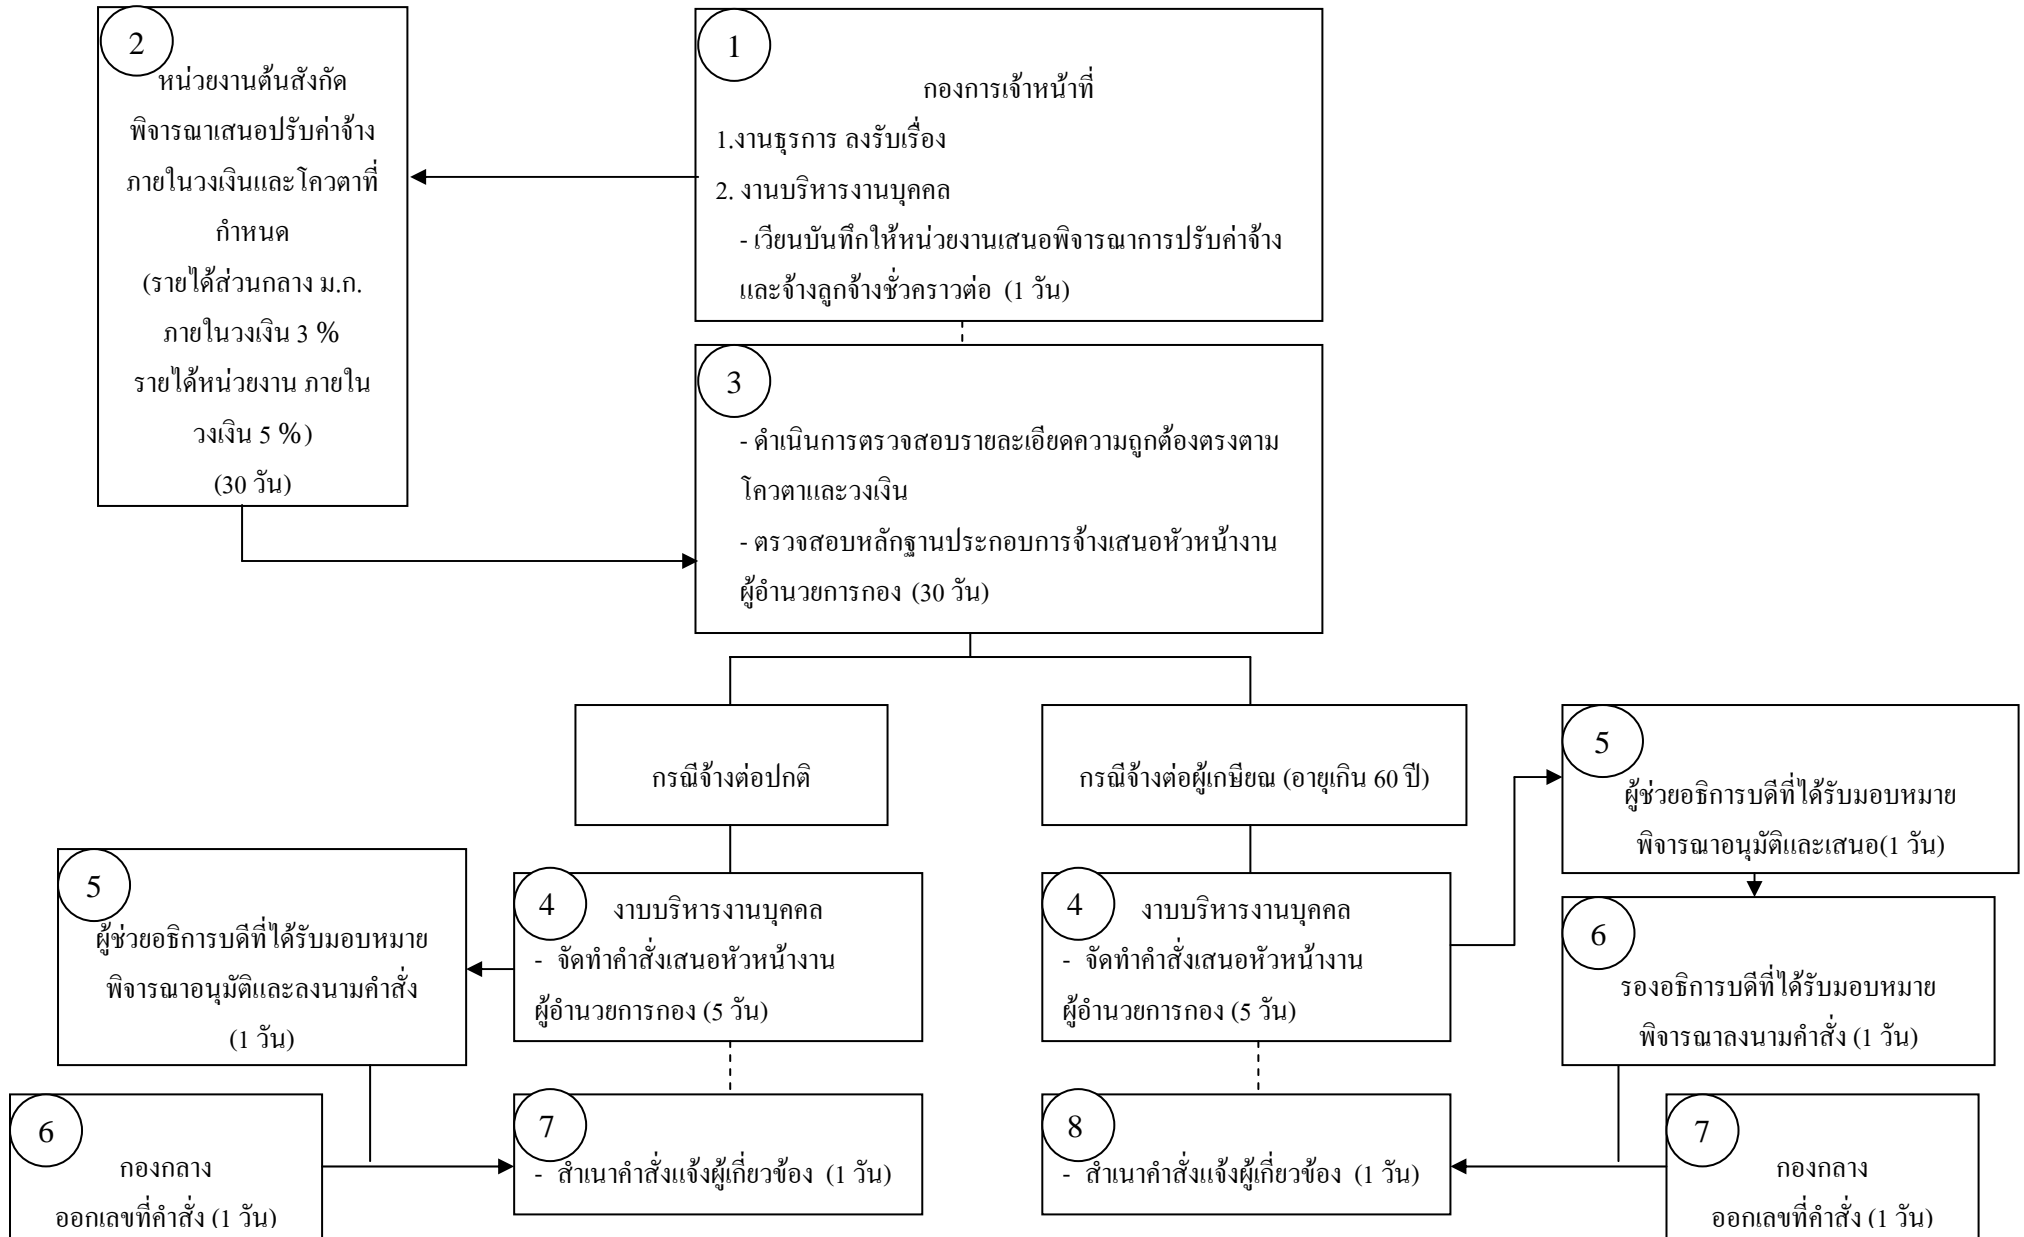 1
กองการเจ้าหน้าที่
1.งานธุรการ ลงรับเรื่อง
2. งานบริหารงานบุคคล
- เวียนบันทึกให้หน่วยงานเสนอพิจารณาการปรับค่าจ้าง
และจ้างลูกจ้างชั่วคราวต่อ (1 วัน)
2
หน่วยงานต้นสังกัด
พิจารณาเสนอปรับค่าจ้าง
ภายในวงเงินและโควตาที่
กำหนด
(รายได้ส่วนกลาง ม.ก.
ภายในวงเงิน 3 %
รายได้หน่วยงาน ภายใน
วงเงิน 5 %)
(30 วัน)
3
- ดำเนินการตรวจสอบรายละเอียดความถูกต้องตรงตาม
โควตาและวงเงิน
- ตรวจสอบหลักฐานประกอบการจ้างเสนอหัวหน้างาน
ผู้อำนวยการกอง (30 วัน)
กรณีจ้างต่อปกติ
4
งาบบริหารงานบุคคล
- จัดทำคำสั่งเสนอหัวหน้างาน
ผู้อำนวยการกอง (5 วัน)
5
ผู้ช่วยอธิการบดีที่ได้รับมอบหมาย
พิจารณาอนุมัติและลงนามคำสั่ง
(1 วัน)
6
กองกลาง
ออกเลขที่คำสั่ง (1 วัน)
7
- สำเนาคำสั่งแจ้งผู้เกี่ยวข้อง (1 วัน)
กรณีจ้างต่อผู้เกษียณ (อายุเกิน 60 ปี)
4
งาบบริหารงานบุคคล
- จัดทำคำสั่งเสนอหัวหน้างาน
ผู้อำนวยการกอง (5 วัน)
5
ผู้ช่วยอธิการบดีที่ได้รับมอบหมาย
พิจารณาอนุมัติและเสนอ(1 วัน)
6
รองอธิการบดีที่ได้รับมอบหมาย
พิจารณาลงนามคำสั่ง (1 วัน)
7
กองกลาง
ออกเลขที่คำสั่ง (1 วัน)
8
- สำเนาคำสั่งแจ้งผู้เกี่ยวข้อง (1 วัน)